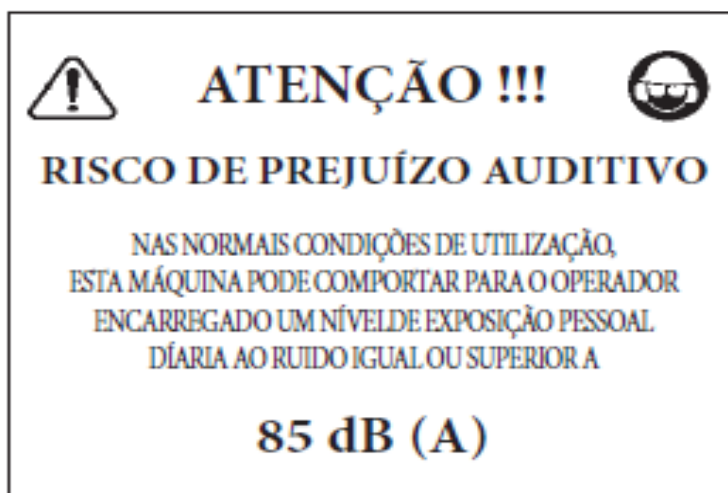 ATENÇÃO !!!
RISCO DE PREJUÍZO AUDITIVO
NAS NORMAIS CONDIÇÕES DE UTILIZAÇÃO,
ESTA MÁQUINA PODE COMPORTAR PARA O OPERADOR
ENCARREGADO UM NÍVELDE EXPOSIÇÃO PESSOAL
DÍARIA AO RUIDO IGUAL OU SUPERIOR A
85 dB (A)